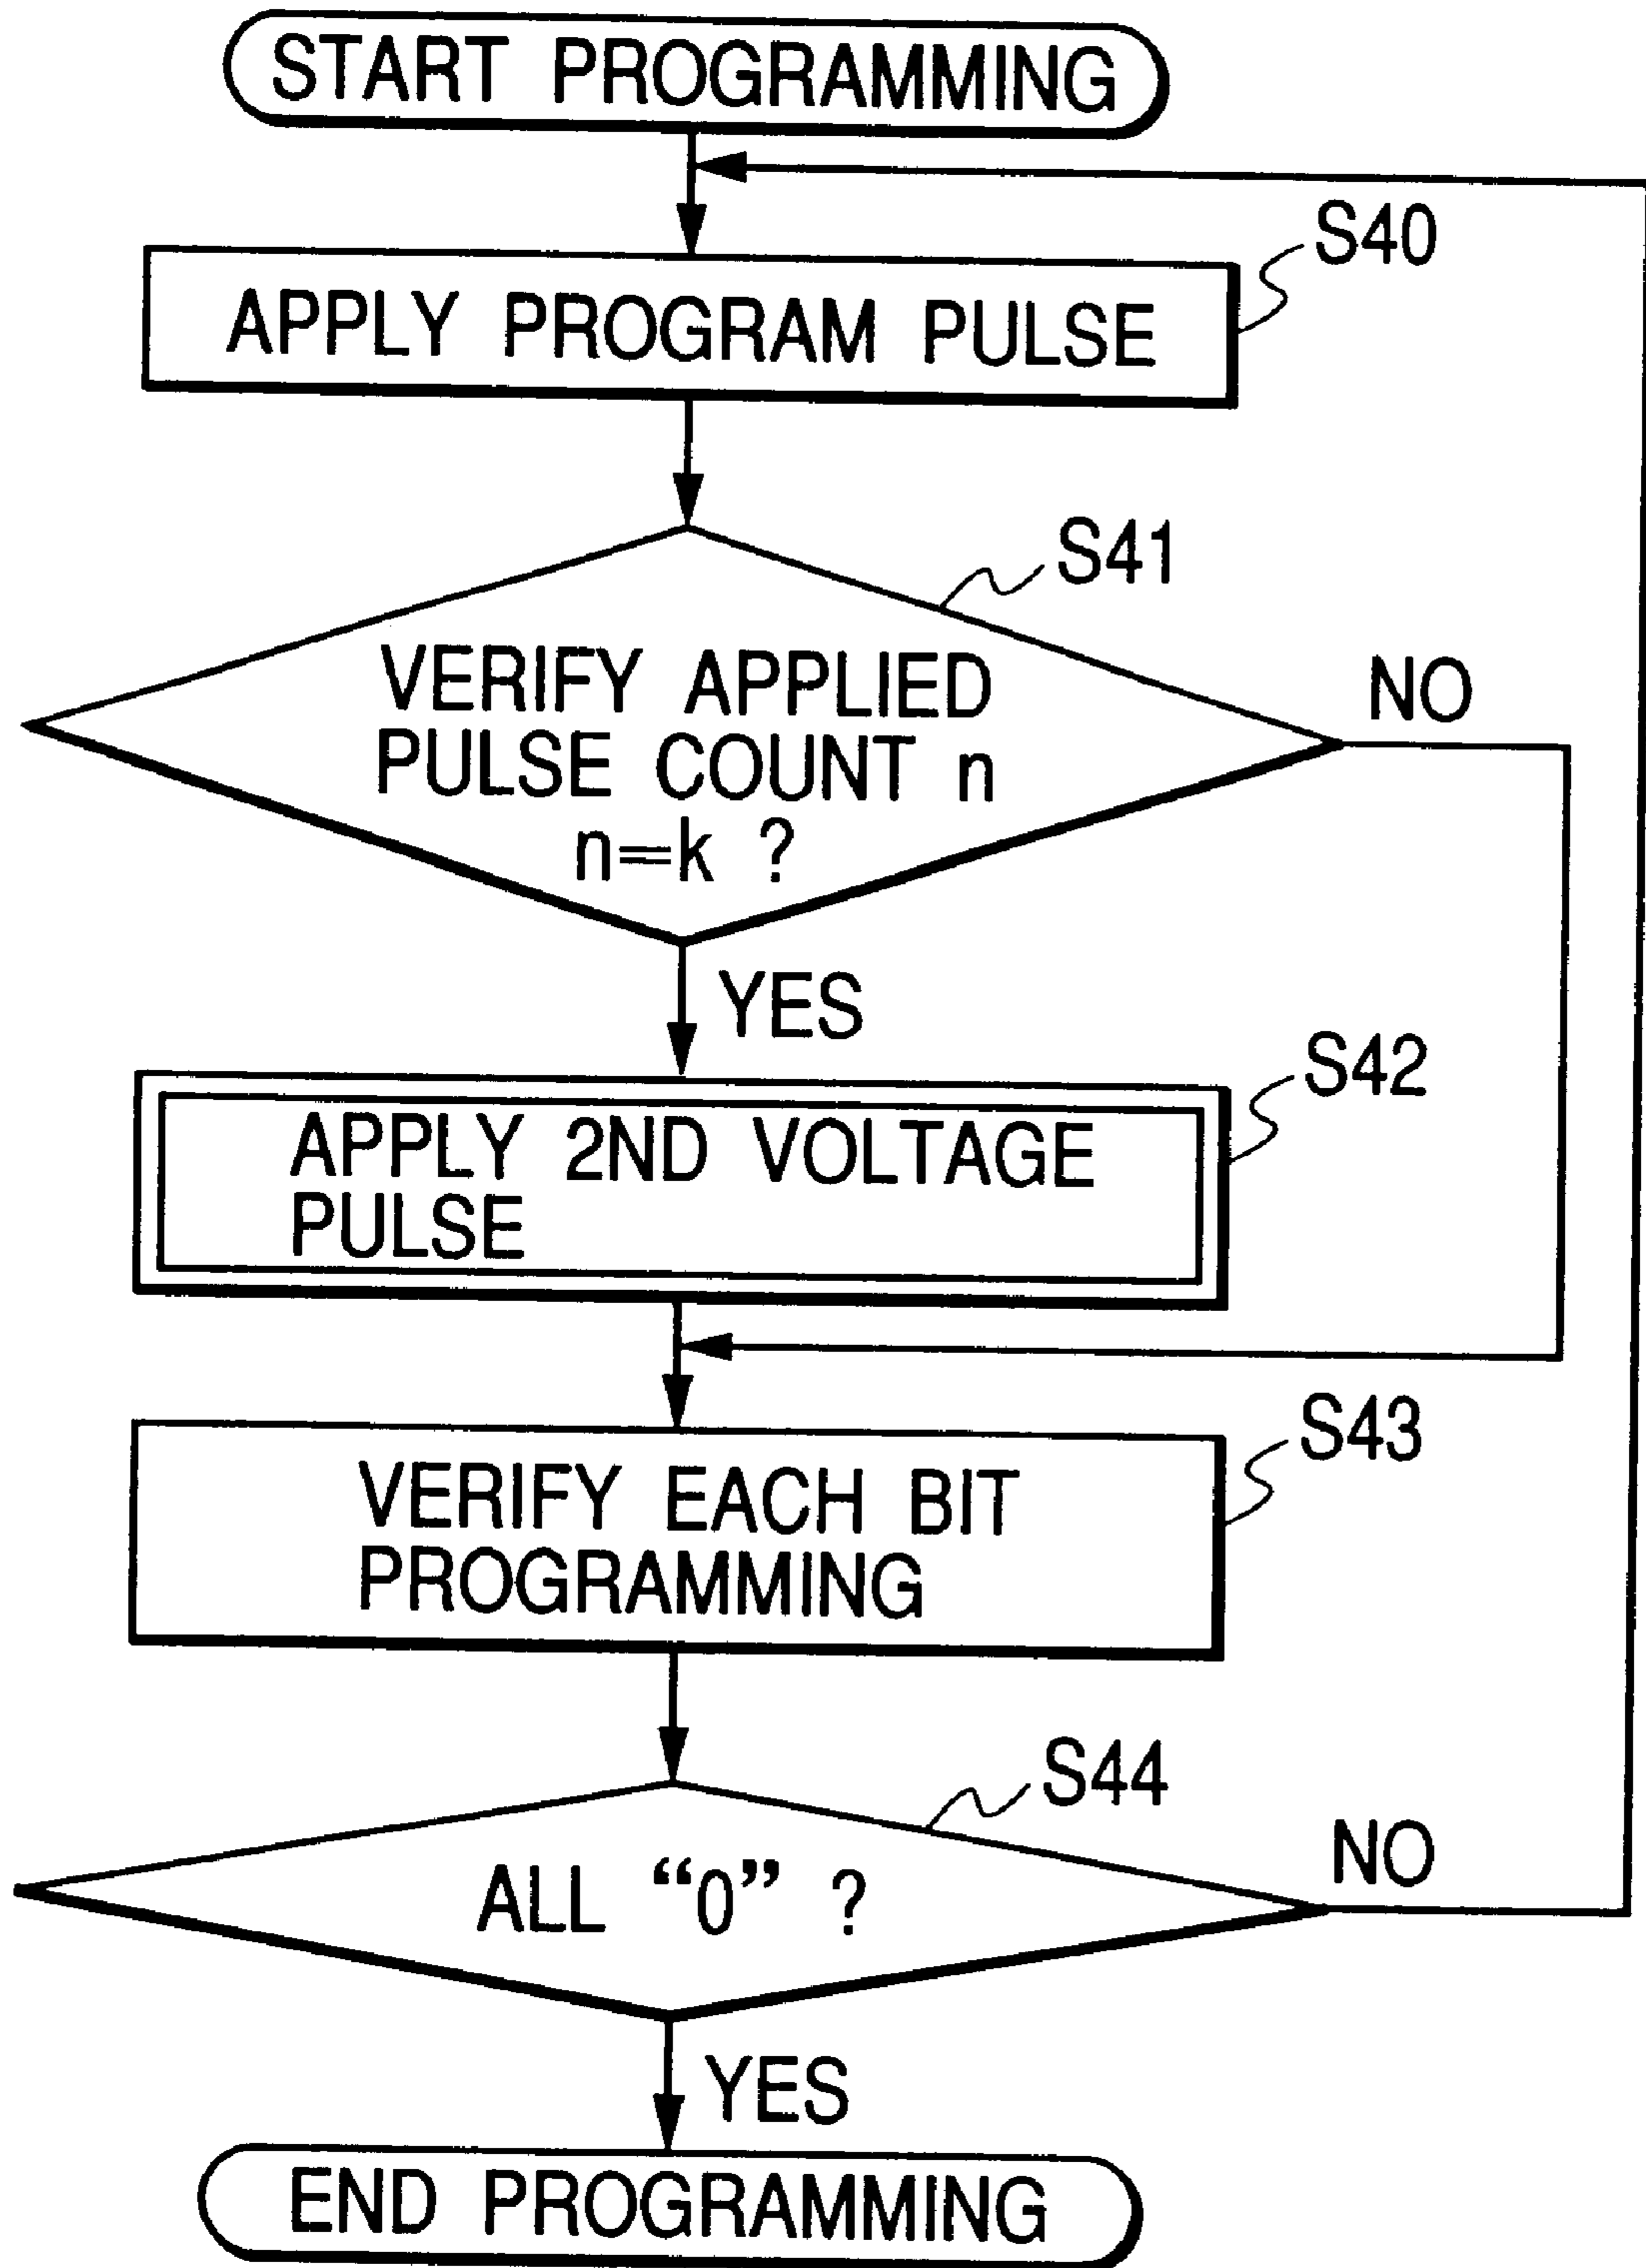 START PROGRAMMING
S40
APPLY PROGRAM PULSE
S41
VERIFY APPLIED
PULSE COUNT n
n=k ?
NO
YES
S42
APPLY 2ND VOLTAGE
PULSE
S43
VERIFY EACH BIT
PROGRAMMING
S44
ALL “0” ?
NO
YES
END PROGRAMMING